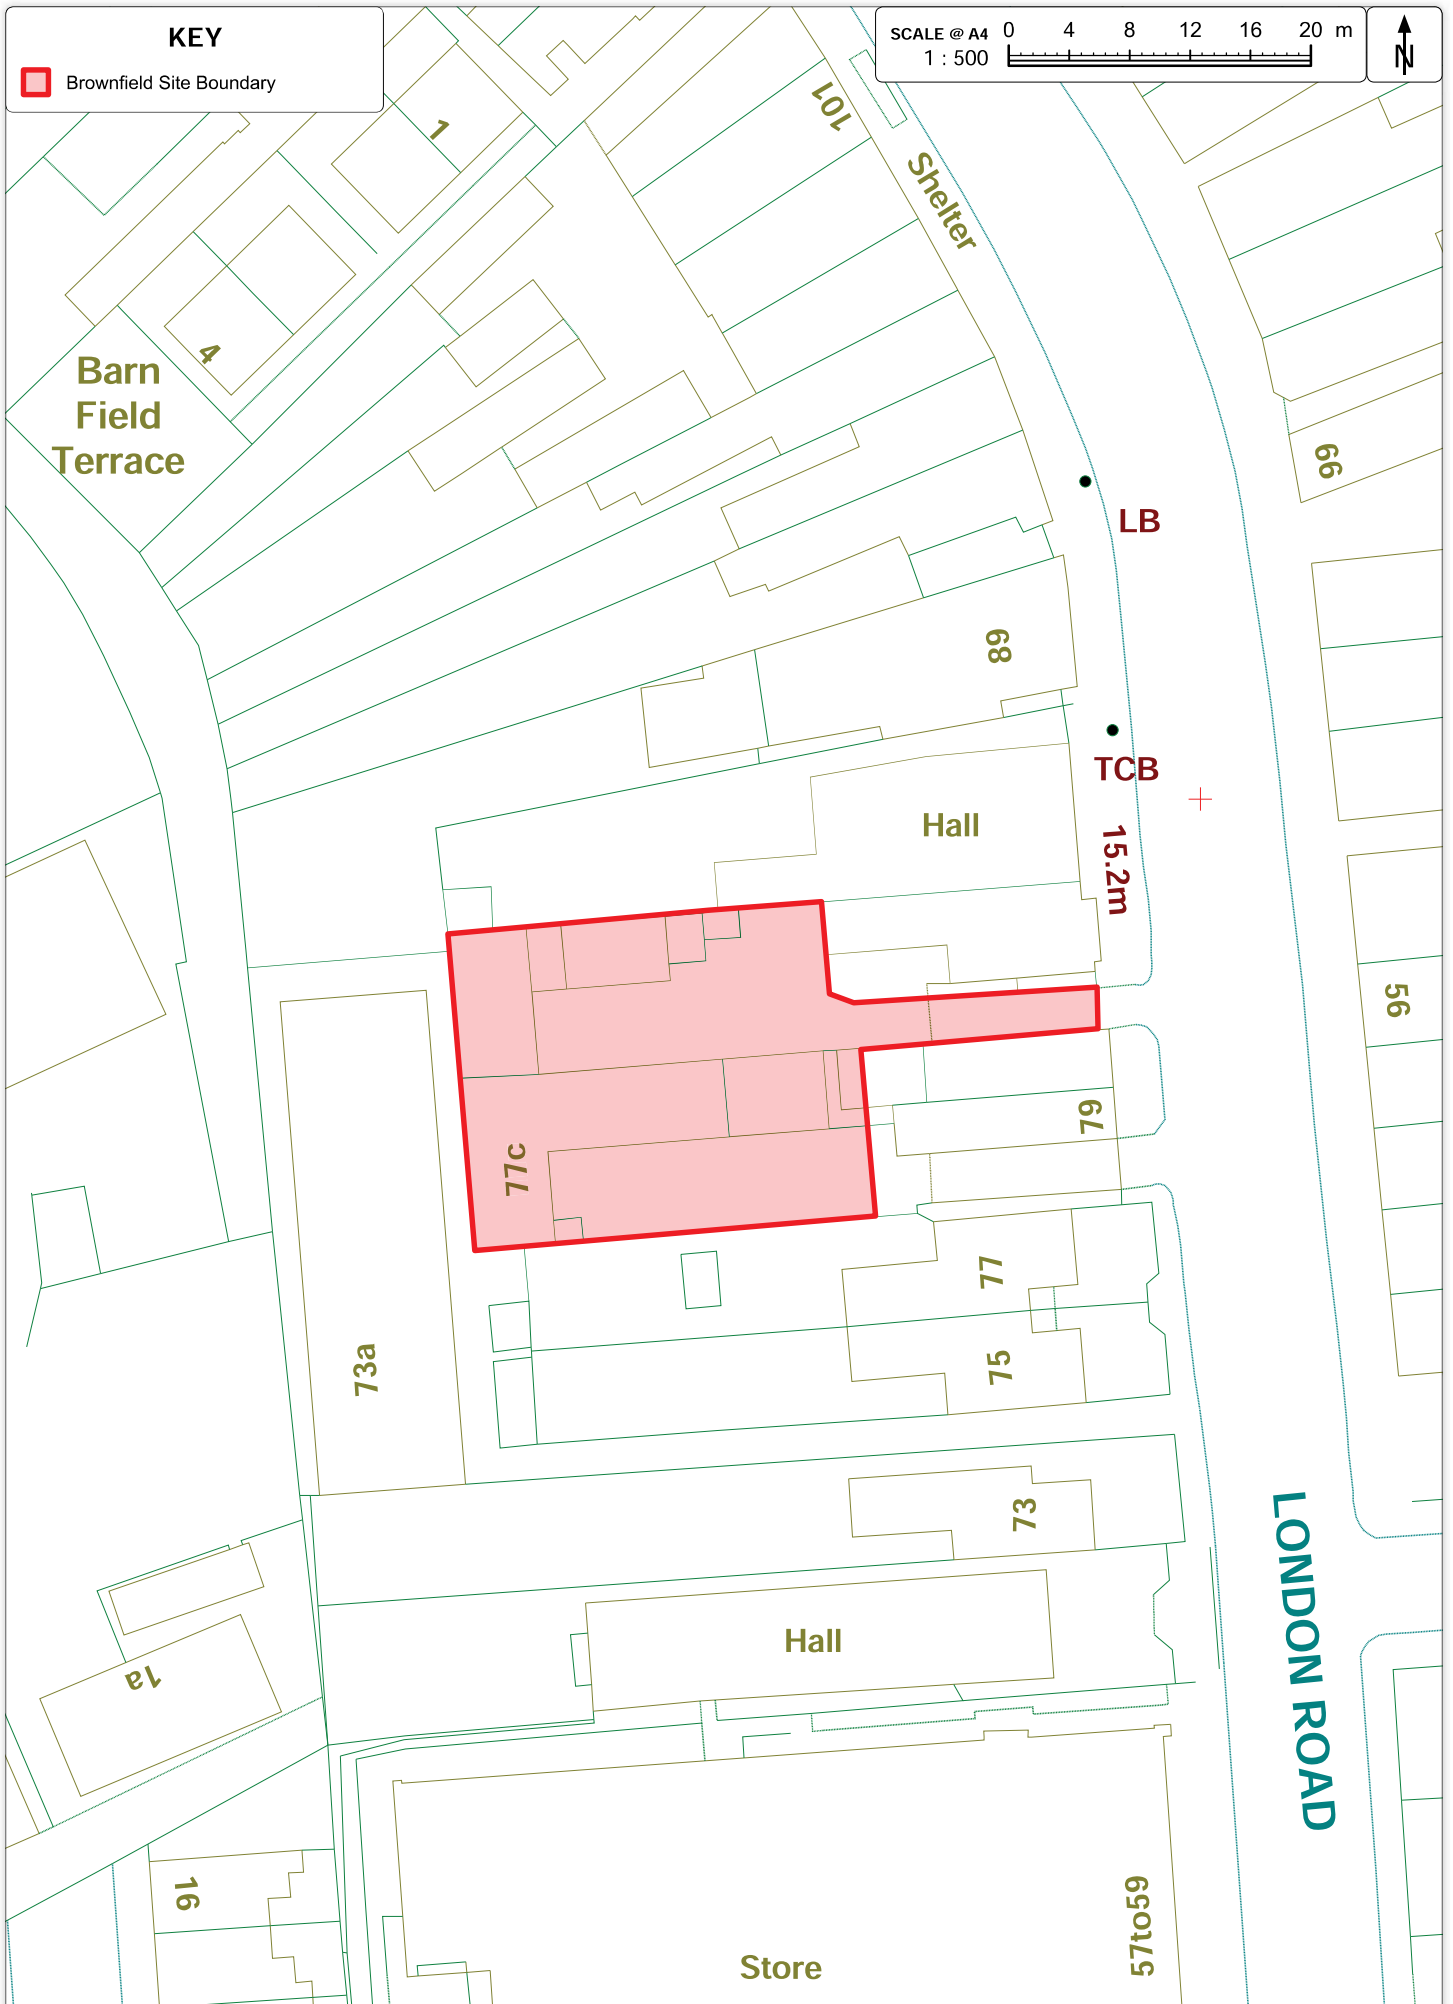 KEY
Brownfield Site Boundary
SCALE @ A4
1 : 500
0 4 8 12 16 20 m
N
101
1
Shelter
4
Barn
Field
Terrace
66
LB
89
TCB
Hall
15.2m
56
79
77c
77
73a
75
73
LONDON ROAD
Hall
1a
16
57to59
Store